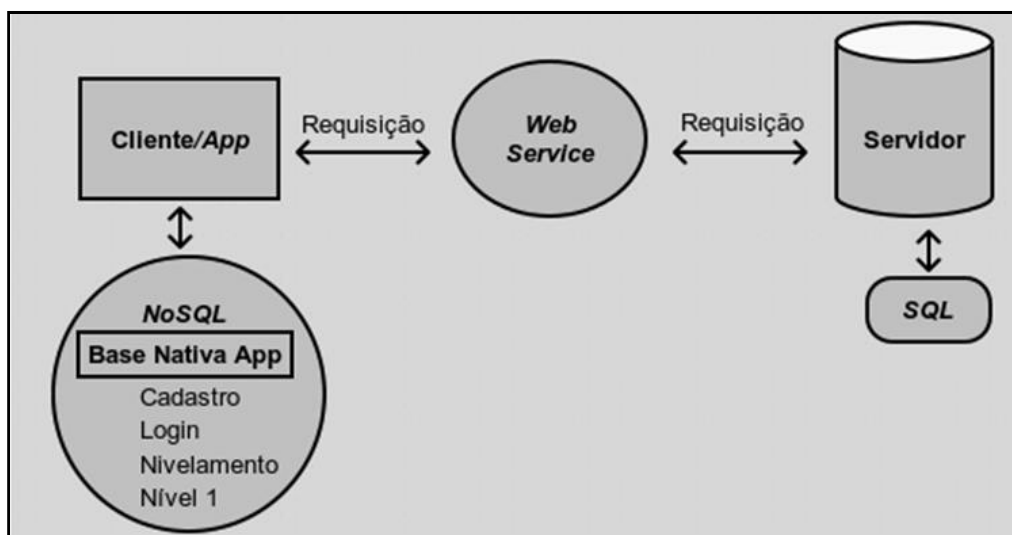 Cliente/App
Requisição
Web
Service
Requisição
Servidor
NoSQL
Base Nativa App
Cadastro
Login
Nivelamento
Nível 1
SQL